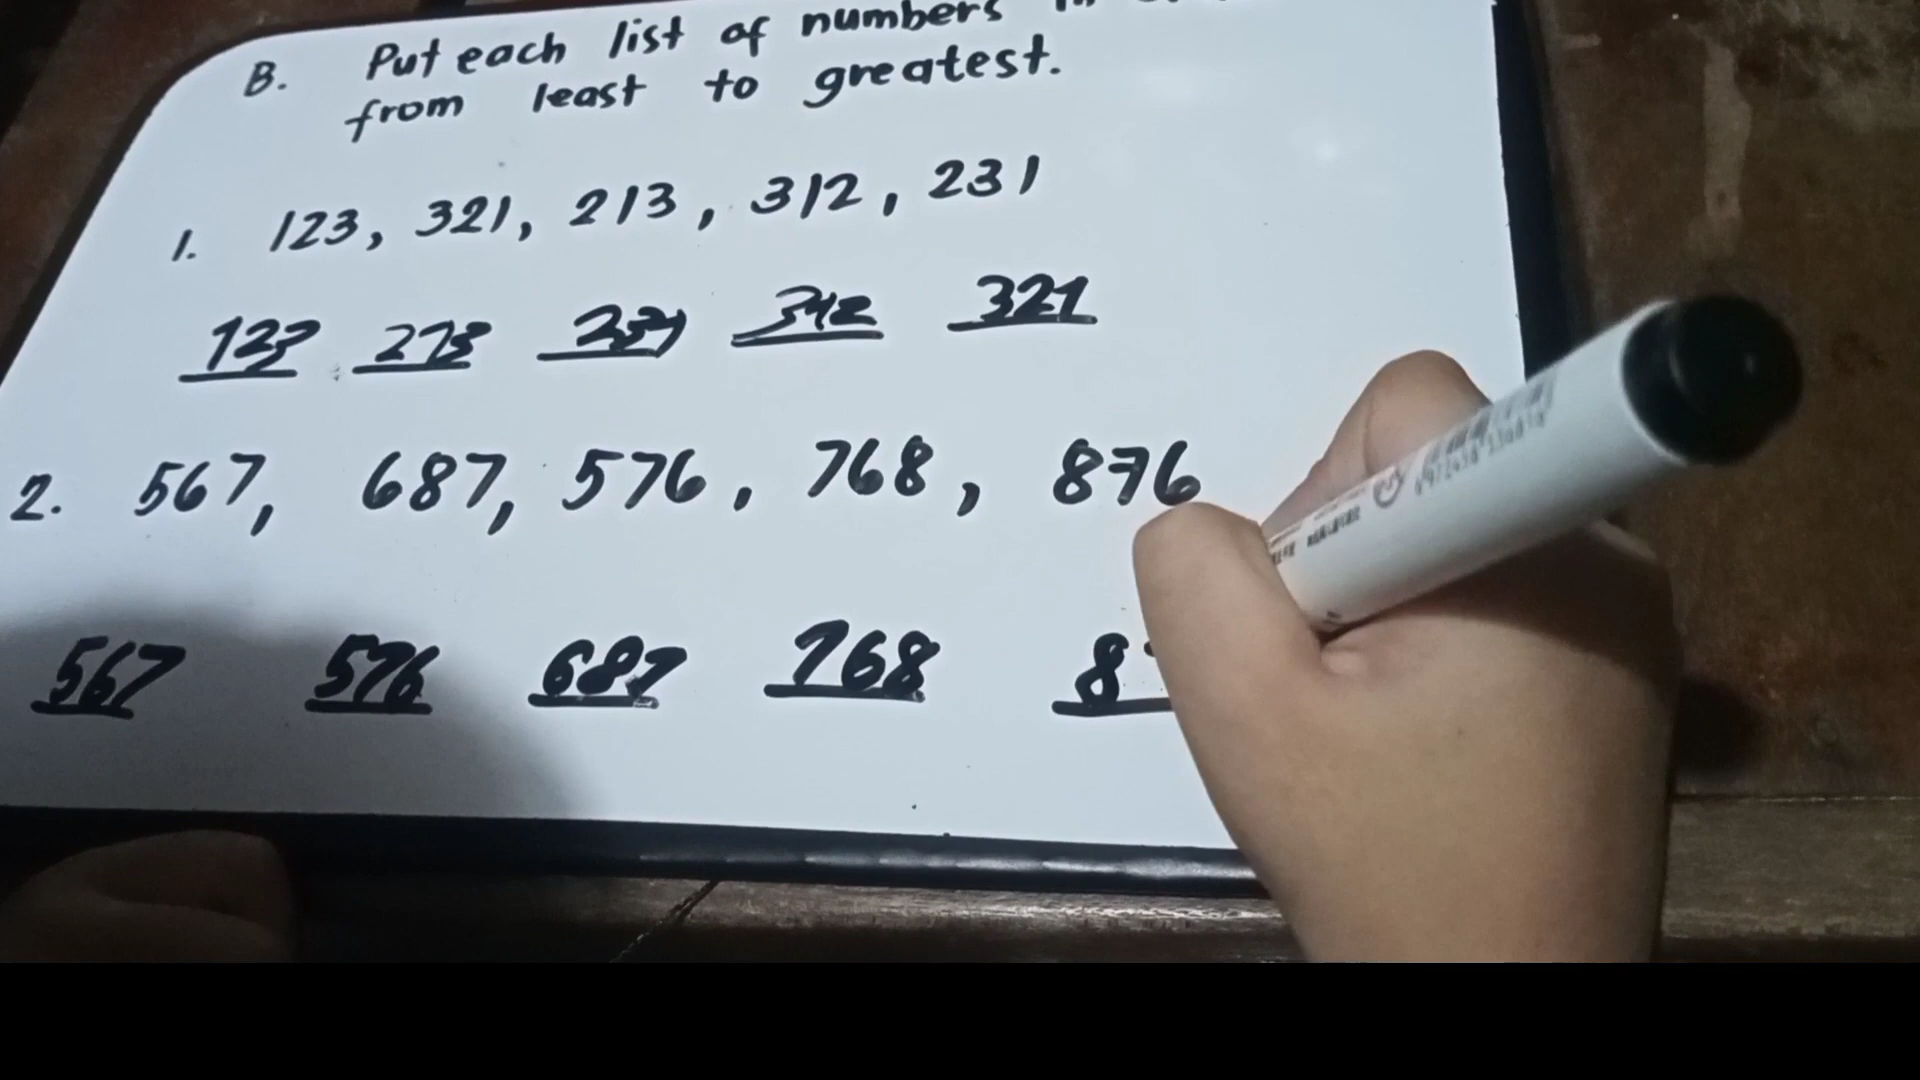 B. Put each list of numbers in
from least to greatest.
1. 123, 321, 213, 312, 231
123 213 231 312 321
2. 567, 687, 576, 768, 876
567 576 687 768 8